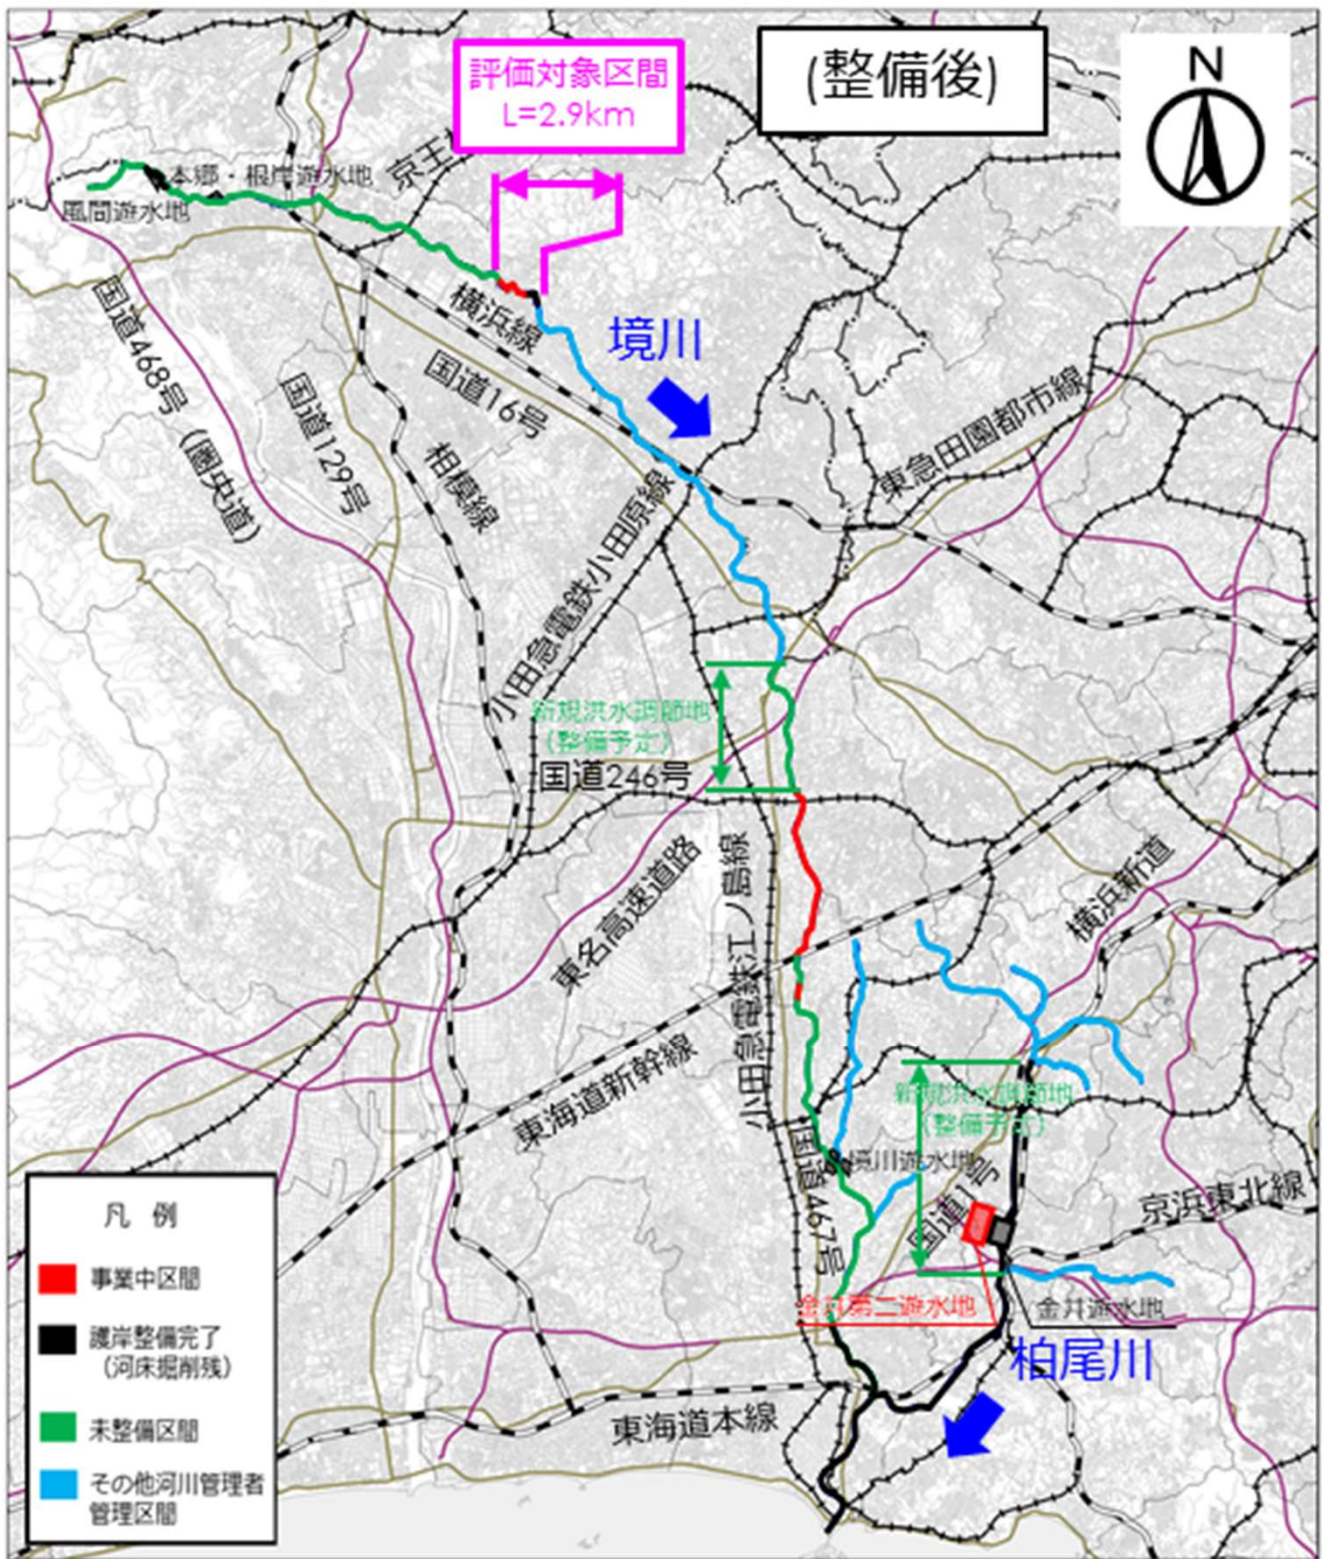 (整備後)
N
評価対象区間
L=2.9km
京王
本郷・根岸遊水地
風間遊水地
横浜線
境川
国道468号（圏央道）
国道129号
国道16号
相模線
東急田園都市線
小田急電鉄小田原線
新規洪水調節地
（整備予定）
国道246号
東名高速道路
小田急電鉄江ノ島線
横浜新道
東海道新幹線
新規洪水調節地
（整備予定）
境川遊水地
国道467号
国道1号
京浜東北線
金井第二遊水地
金井遊水地
柏尾川
東海道本線
凡 例
事業中区間
護岸整備完了
（河床掘削残）
未整備区間
その他河川管理者
管理区間